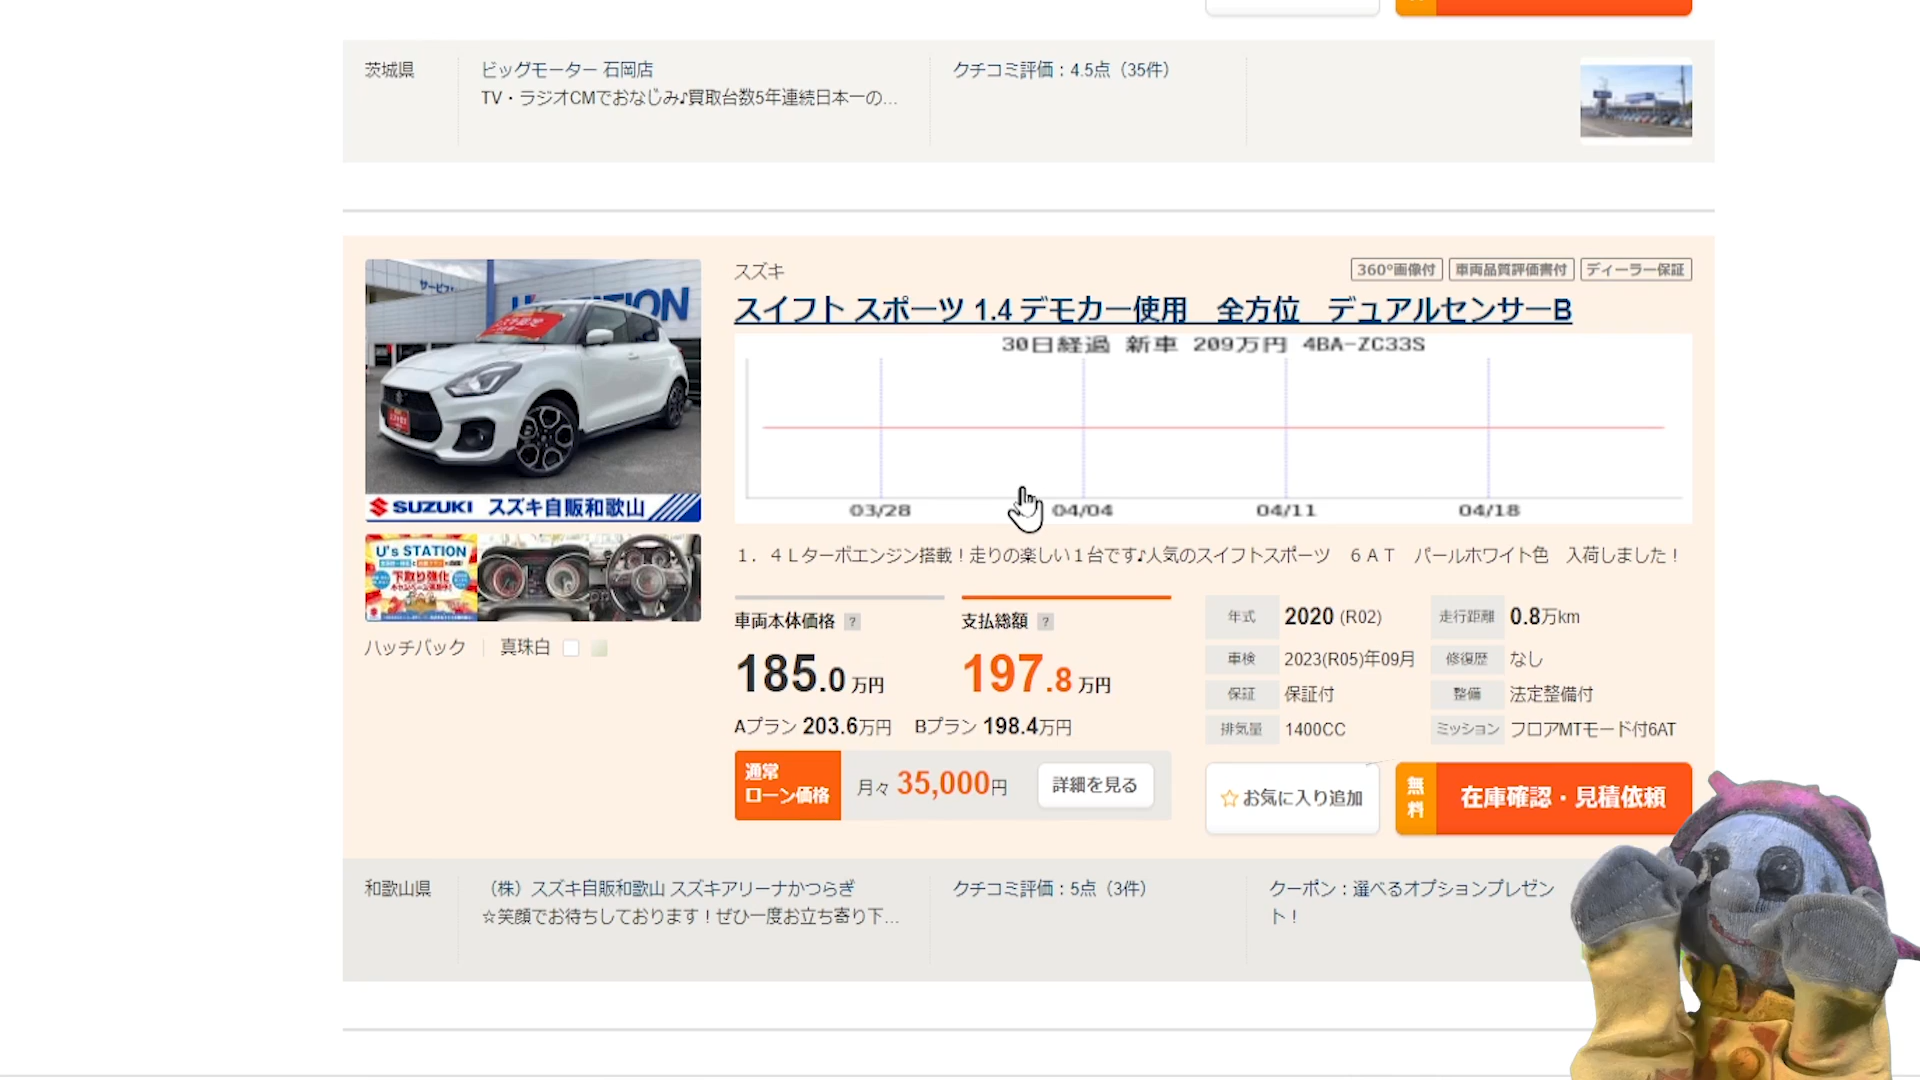 茨城県
ビッグモーター 石岡店
TV・ラジオCMでおなじみ♪買取台数5年連続日本一の...
クチコミ評価：4.5点（35件）
スズキ
360°画像付
車両品質評価書付
ディーラー保証
スイフト スポーツ 1.4 デモカー使用　全方位　デュアルセンサーB
30日経過 新車 209万円 4BA-ZC33S
03/28
04/04
04/11
04/18
U'S STATION
SUZUKI スズキ自販和歌山
U's STATION
下取り強化
１．４Ｌターボエンジン搭載！走りの楽しい１台です♪人気のスイフトスポーツ　６ＡＴ　パールホワイト色　入荷しました！
ハッチバック
真珠白
車両本体価格 ?
185.0 万円
支払総額 ?
197.8 万円
Aプラン 203.6万円
Bプラン 198.4万円
通常
ローン価格
月々 35,000円
詳細を見る
年式
2020 (R02)
走行距離
0.8万km
車検
2023(R05)年09月
修復歴
なし
保証
保証付
整備
法定整備付
排気量
1400CC
ミッション
フロアMTモード付6AT
お気に入り追加
無料
在庫確認・見積依頼
和歌山県
（株）スズキ自販和歌山 スズキアリーナかつらぎ
☆笑顔でお待ちしております！ぜひ一度お立ち寄り下...
クチコミ評価：5点（3件）
クーポン：選べるオプションプレゼン
ト！